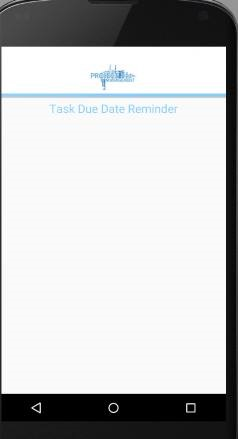 Task Due Date Reminder